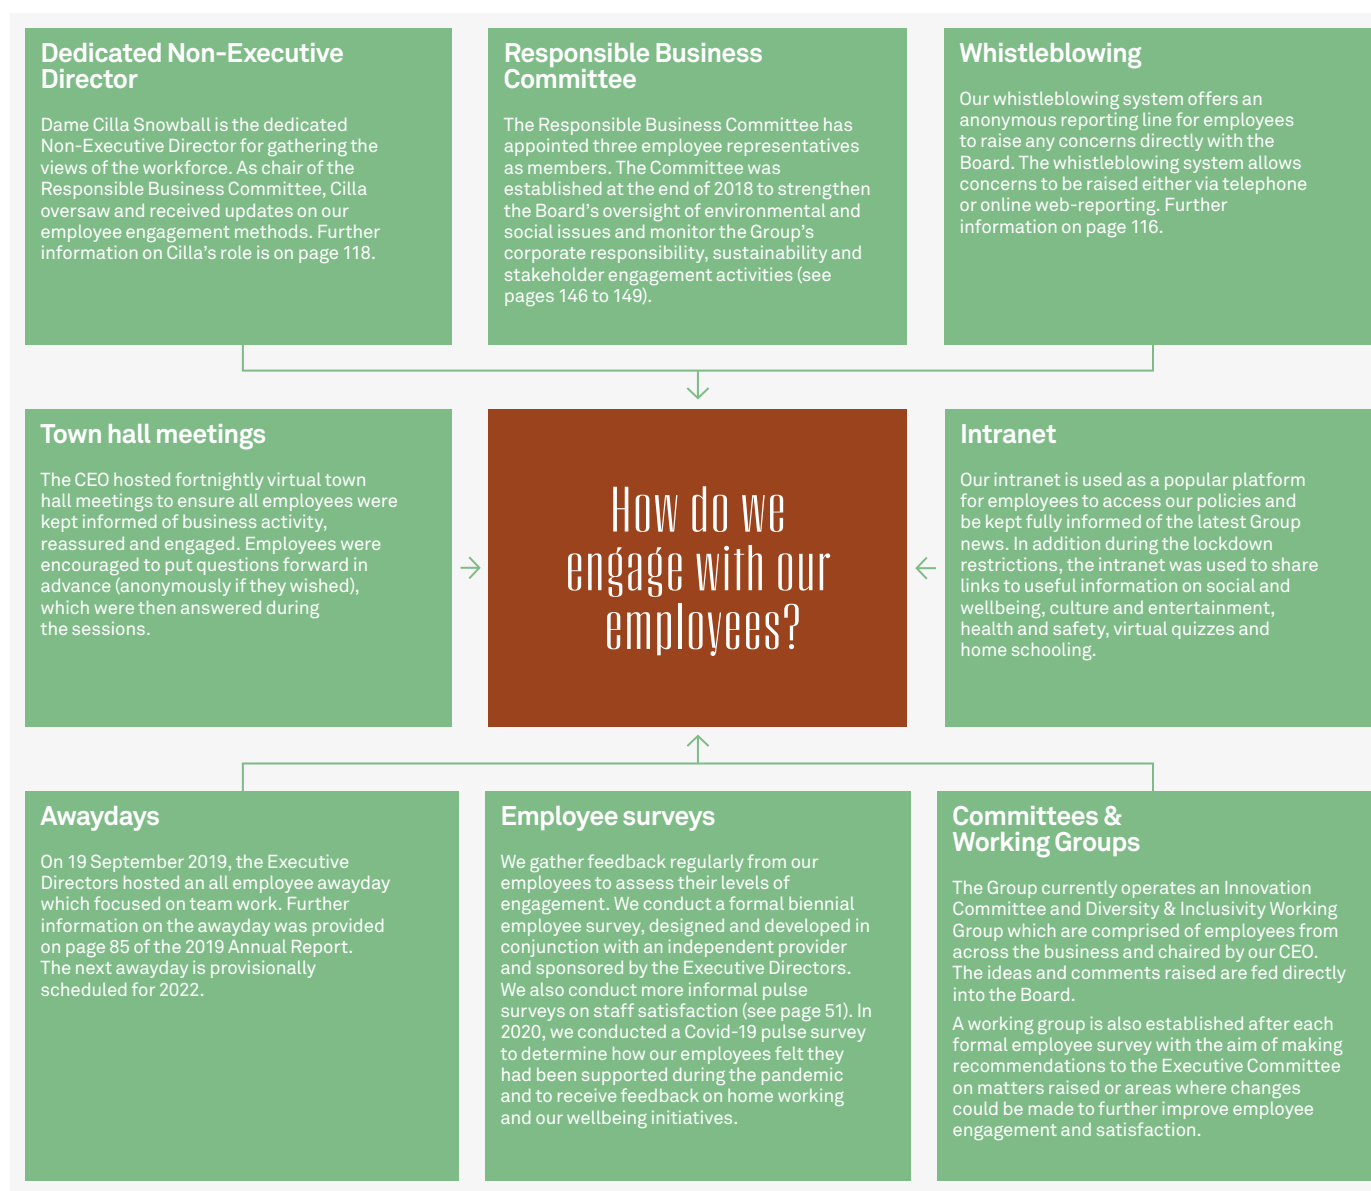 Dedicated Non-Executive
Director
Dame Cilla Snowball is the dedicated
Non-Executive Director for gathering the
views of the workforce. As chair of the
Responsible Business Committee, Cilla
oversaw and received updates on our
employee engagement methods. Further
information on Cilla’s role is on page 118.
Responsible Business
Committee
The Responsible Business Committee has
appointed three employee representatives
as members. The Committee was
established at the end of 2018 to strengthen
the Board’s oversight of environmental and
social issues and monitor the Group’s
corporate responsibility, sustainability and
stakeholder engagement activities (see
pages 146 to 149).
Whistleblowing
Our whistleblowing system offers an
anonymous reporting line for employees
to raise any concerns directly with the
Board. The whistleblowing system allows
concerns to be raised either via telephone
or online web-reporting. Further
information on page 116.
Town hall meetings
The CEO hosted fortnightly virtual town
hall meetings to ensure all employees were
kept informed of business activity,
reassured and engaged. Employees were
encouraged to put questions forward in
advance (anonymously if they wished),
which were then answered during
the sessions.
How do we
engage with our
employees?
Intranet
Our intranet is used as a popular platform
for employees to access our policies and
be kept fully informed of the latest Group
news. In addition during the lockdown
restrictions, the intranet was used to share
links to useful information on social and
wellbeing, culture and entertainment,
health and safety, virtual quizzes and
home schooling.
Awaydays
On 19 September 2019, the Executive
Directors hosted an all employee awayday
which focused on team work. Further
information on the awayday was provided
on page 85 of the 2019 Annual Report.
The next awayday is provisionally
scheduled for 2022.
Employee surveys
We gather feedback regularly from our
employees to assess their levels of
engagement. We conduct a formal biennial
employee survey, designed and developed in
conjunction with an independent provider
and sponsored by the Executive Directors.
We also conduct more informal pulse
surveys on staff satisfaction (see page 51). In
2020, we conducted a Covid-19 pulse survey
to determine how our employees felt they
had been supported during the pandemic
and to receive feedback on home working
and our wellbeing initiatives.
Committees &
Working Groups
The Group currently operates an Innovation
Committee and Diversity & Inclusivity Working
Group which are comprised of employees from
across the business and chaired by our CEO.
The ideas and comments raised are fed directly
into the Board.
A working group is also established after each
formal employee survey with the aim of making
recommendations to the Executive Committee
on matters raised or areas where changes
could be made to further improve employee
engagement and satisfaction.